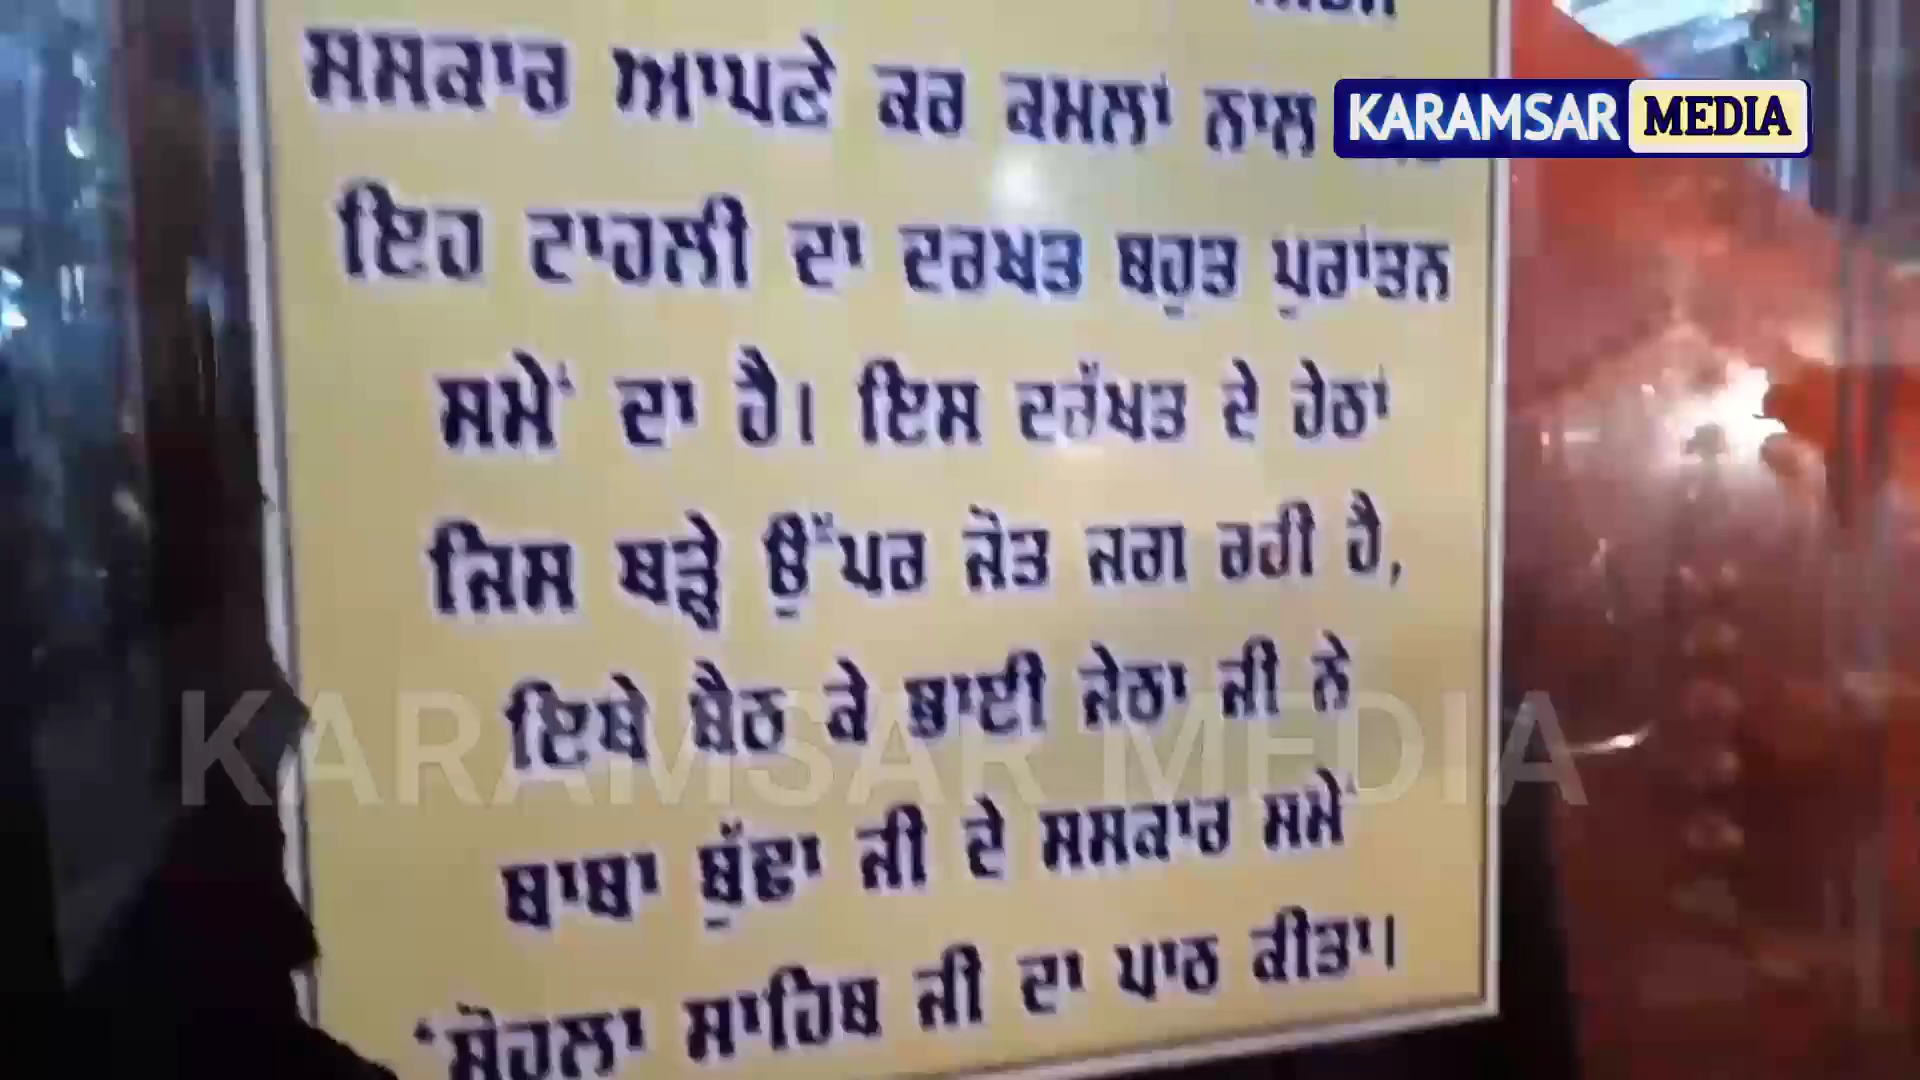 ਸਸਕਾਰ ਆਪਣੇ ਕਰ ਕਮਲਾਂ ਨਾਲ
KARAMSAR MEDIA
ਇਹ ਟਾਹਲੀ ਦਾ ਦਰਖਤ ਬਹੁਤ ਪੁਰਾਂਤਨ
ਸਮੇਂ ਦਾ ਹੈ। ਇਸ ਦਰੱਖਤ ਦੇ ਹੇਠਾਂ
ਜਿਸ ਥੜ੍ਹੇ ਉੱਪਰ ਜੋਤ ਜਗ ਰਹੀ ਹੈ,
ਇਥੇ ਬੈਠ ਕੇ ਭਾਈ ਜੇਠਾ ਜੀ ਨੇ
KARAMSAR MEDIA
ਬਾਬਾ ਬੁੱਢਾ ਜੀ ਦੇ ਸਸਕਾਰ ਸਮੇਂ
'ਸੋਹਲਾ ਸਾਹਿਬ ਜੀ ਦਾ ਪਾਠ ਕੀਤਾ।